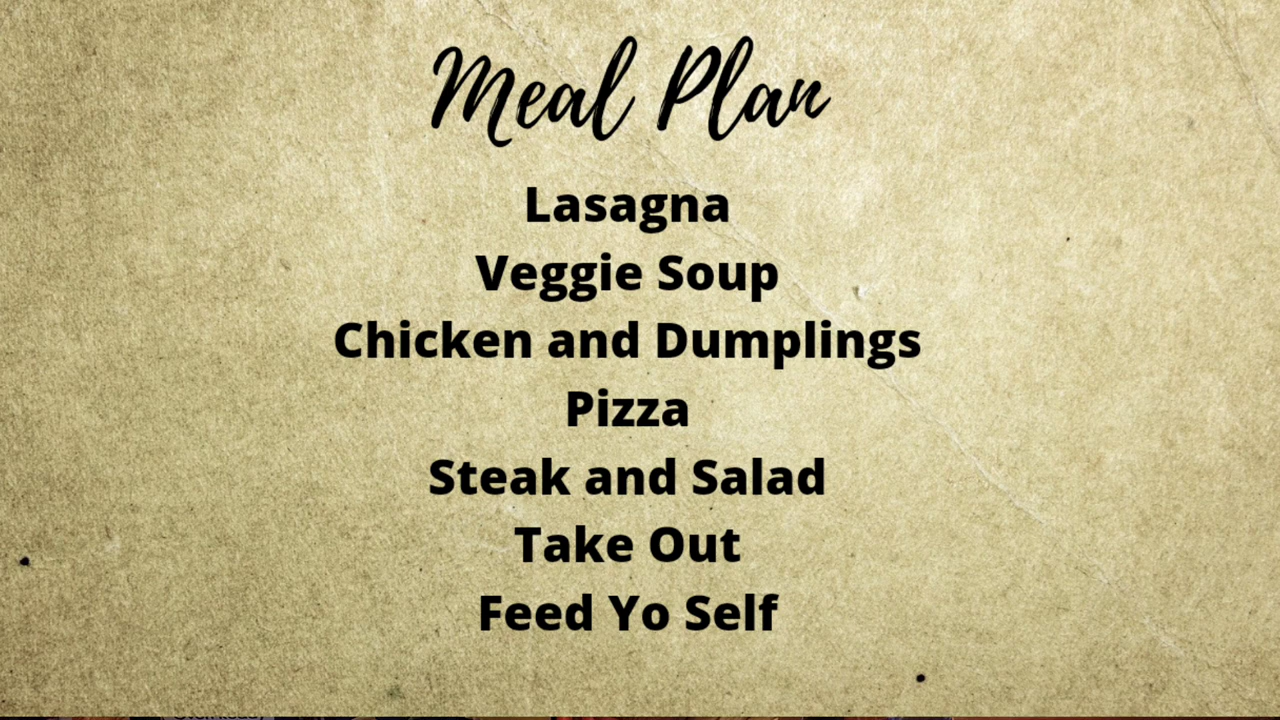 Meal Plan
Lasagna
Veggie Soup
Chicken and Dumplings
Pizza
Steak and Salad
Take Out
Feed Yo Self